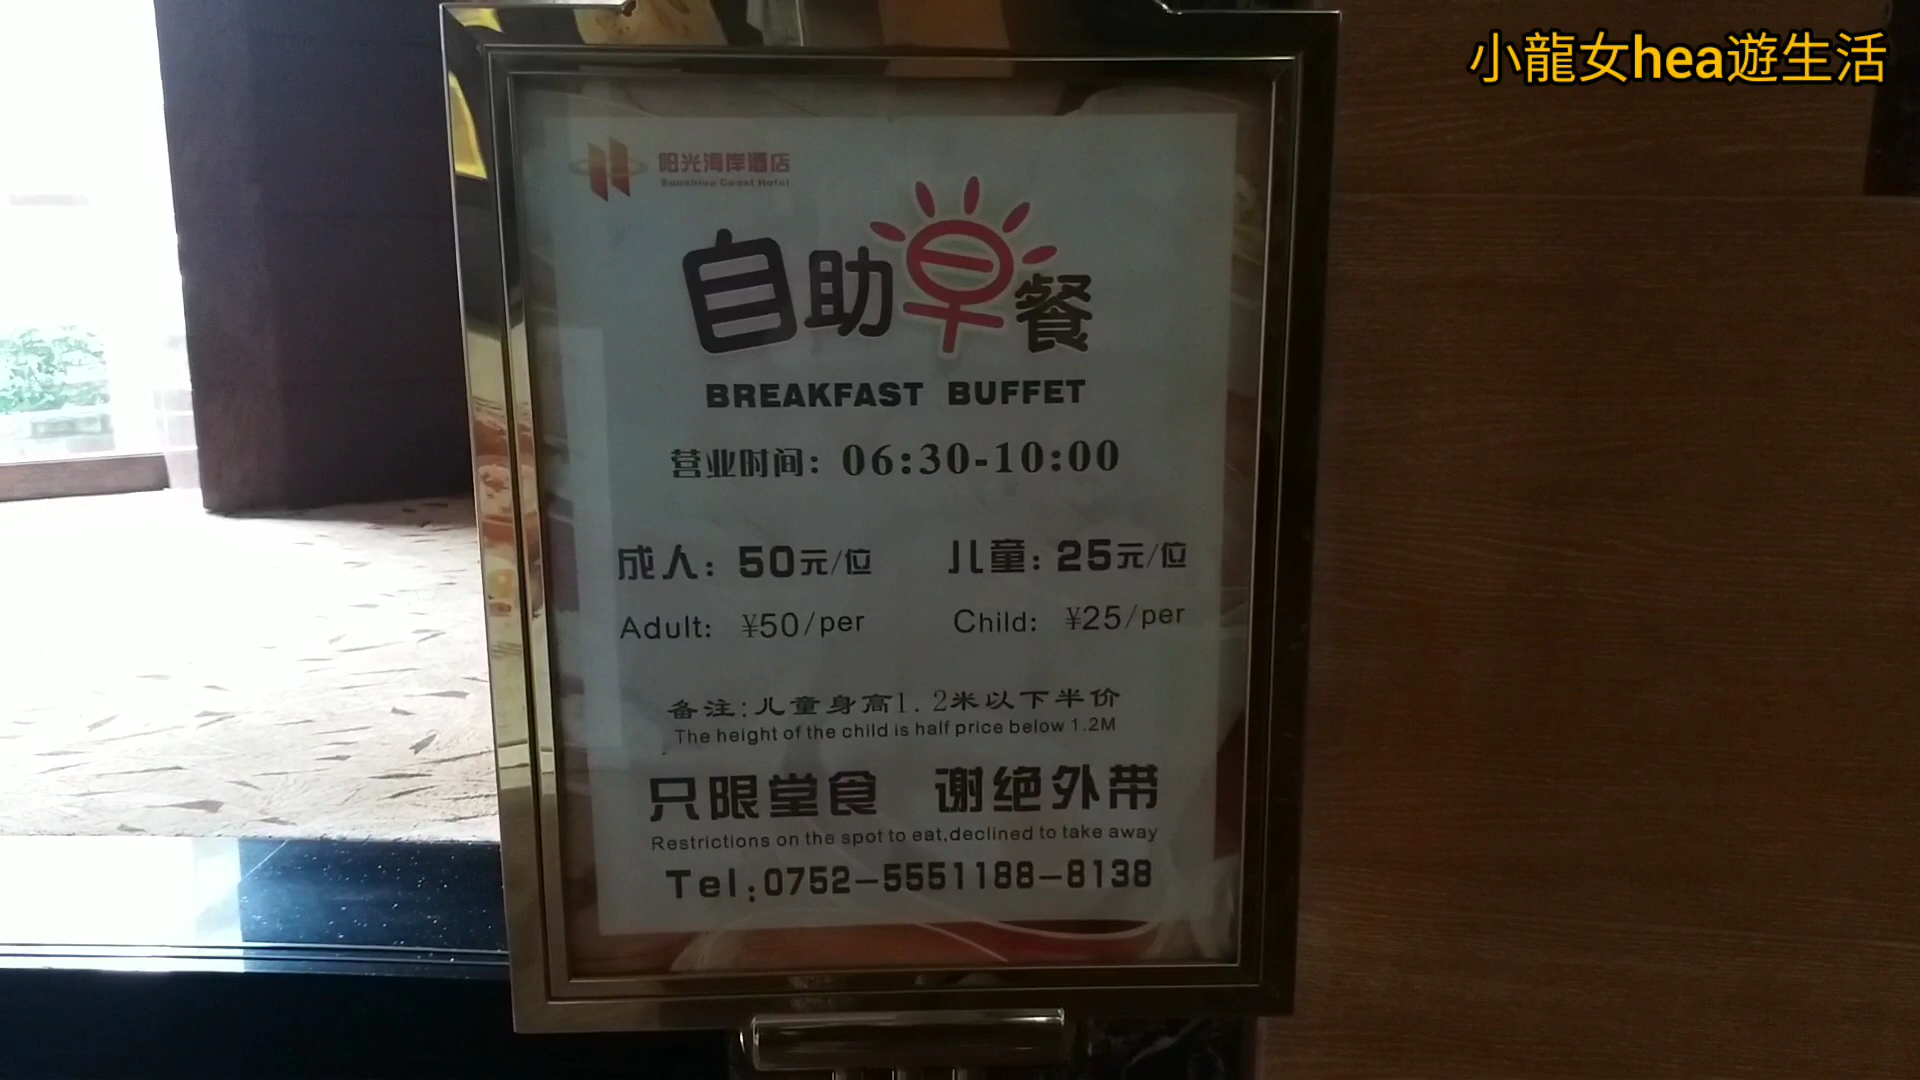 小龍女hea遊生活
阳光海岸酒店
Sunshine Coast Hotel
自助早餐
BREAKFAST BUFFET
营业时间：06:30-10:00
成人：50元/位 儿童：25元/位
Adult: ¥50/per Child: ¥25/per
备注:儿童身高1.2米以下半价
The height of the child is half price below 1.2M
只限堂食 谢绝外带
Restrictions on the spot to eat,declined to take away
Tel:0752-5551188-8138